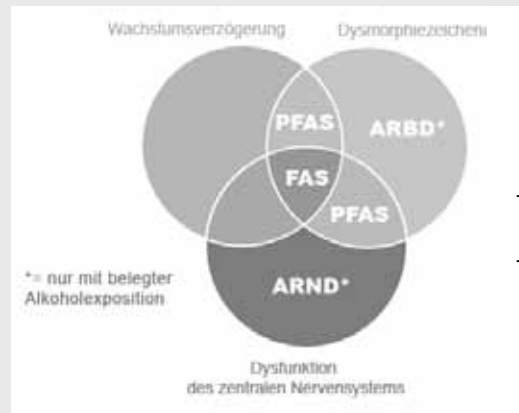 Wachstumsverzögerung
Dysmorphiezeichen
PFAS
ARBD*
FAS
PFAS
ARND*
*= nur mit belegter
Alkoholexposition
Dysfunktion
des zentralen Nervensystems